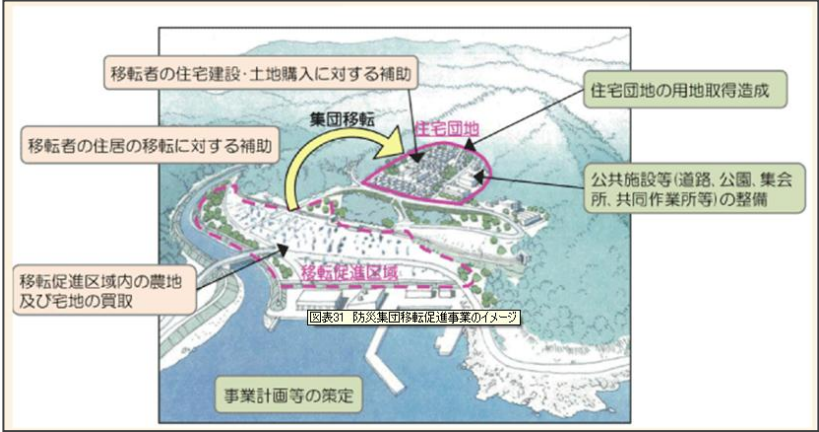 移転者の住宅建設・土地購入に対する補助
住宅団地の用地取得造成
集団移転
住宅団地
移転者の住居の移転に対する補助
公共施設等(道路、公園、集会
所、共同作業所等)の整備
移転促進区域
移転促進区域内の農地
及び宅地の買取
図表31 防災集団移転促進事業のイメージ
事業計画等の策定